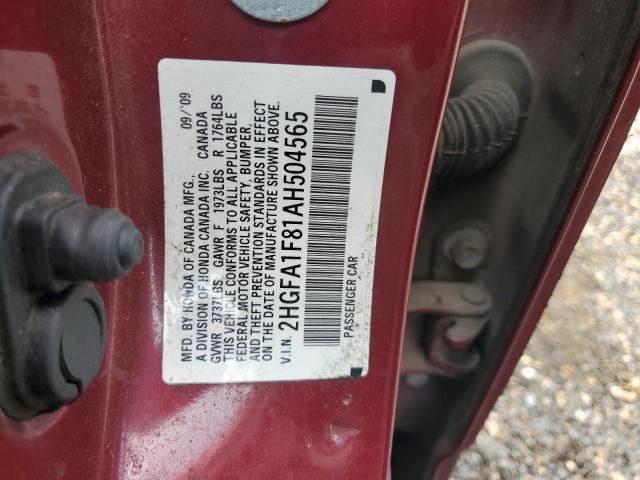 MFD. BY HONDA OF CANADA MFG., 09/'09
A DIVISION OF HONDA CANADA INC. CANADA
GVWR 3737LBS GAWR F 1973LBS R 1764LBS
THIS VEHICLE CONFORMS TO ALL APPLICABLE
FEDERAL MOTOR VEHICLE SAFETY, BUMPER,
AND THEFT PREVENTION STANDARDS IN EFFECT
ON THE DATE OF MANUFACTURE SHOWN ABOVE.
V.I.N. 2HGFA1F81AH504565
PASSENGER CAR